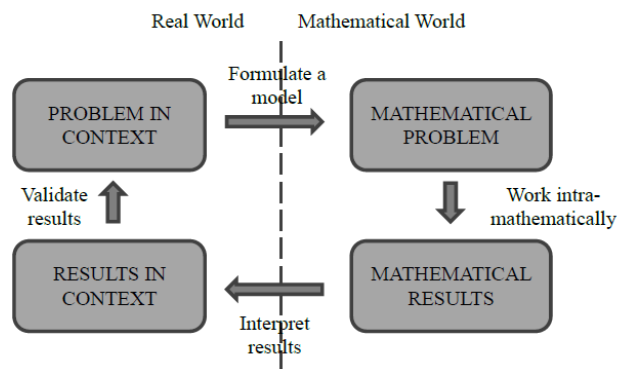 Real World
Mathematical World
Formulate a
model
PROBLEM IN
CONTEXT
MATHEMATICAL
PROBLEM
Validate
results
Work intra-
mathematically
RESULTS IN
CONTEXT
MATHEMATICAL
RESULTS
Interpret
results